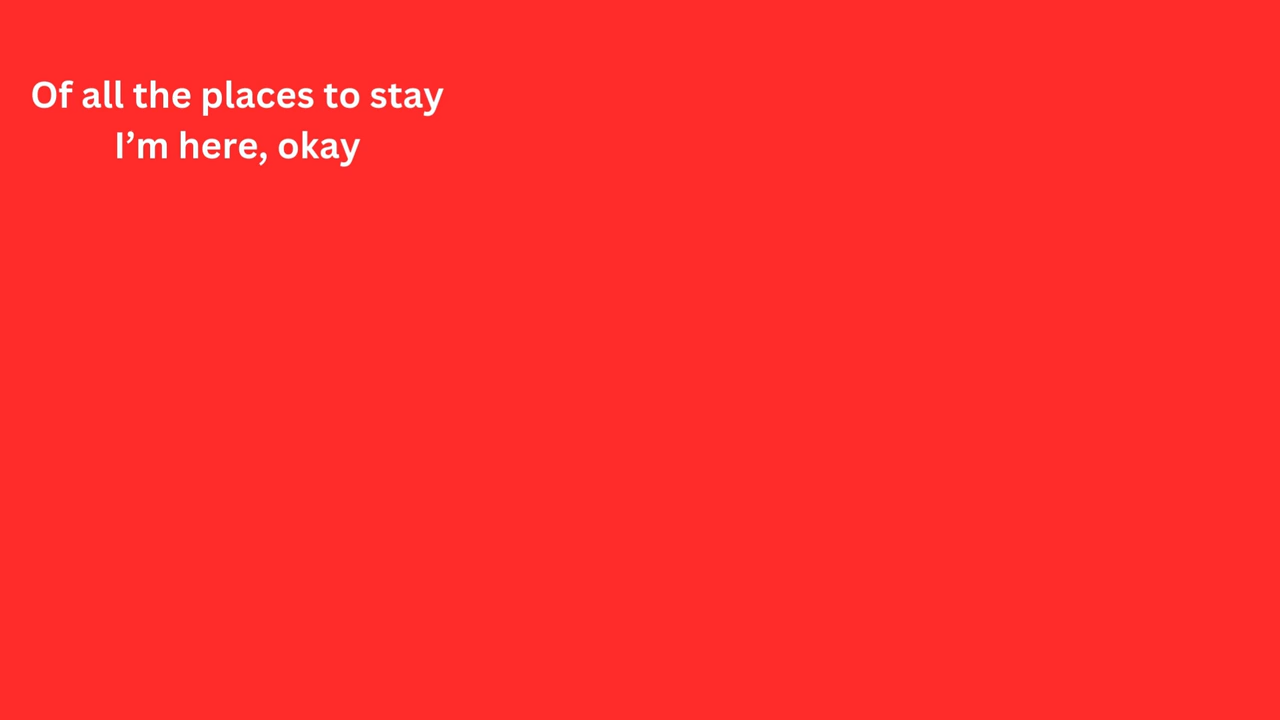 Of all the places to stay
I’m here, okay